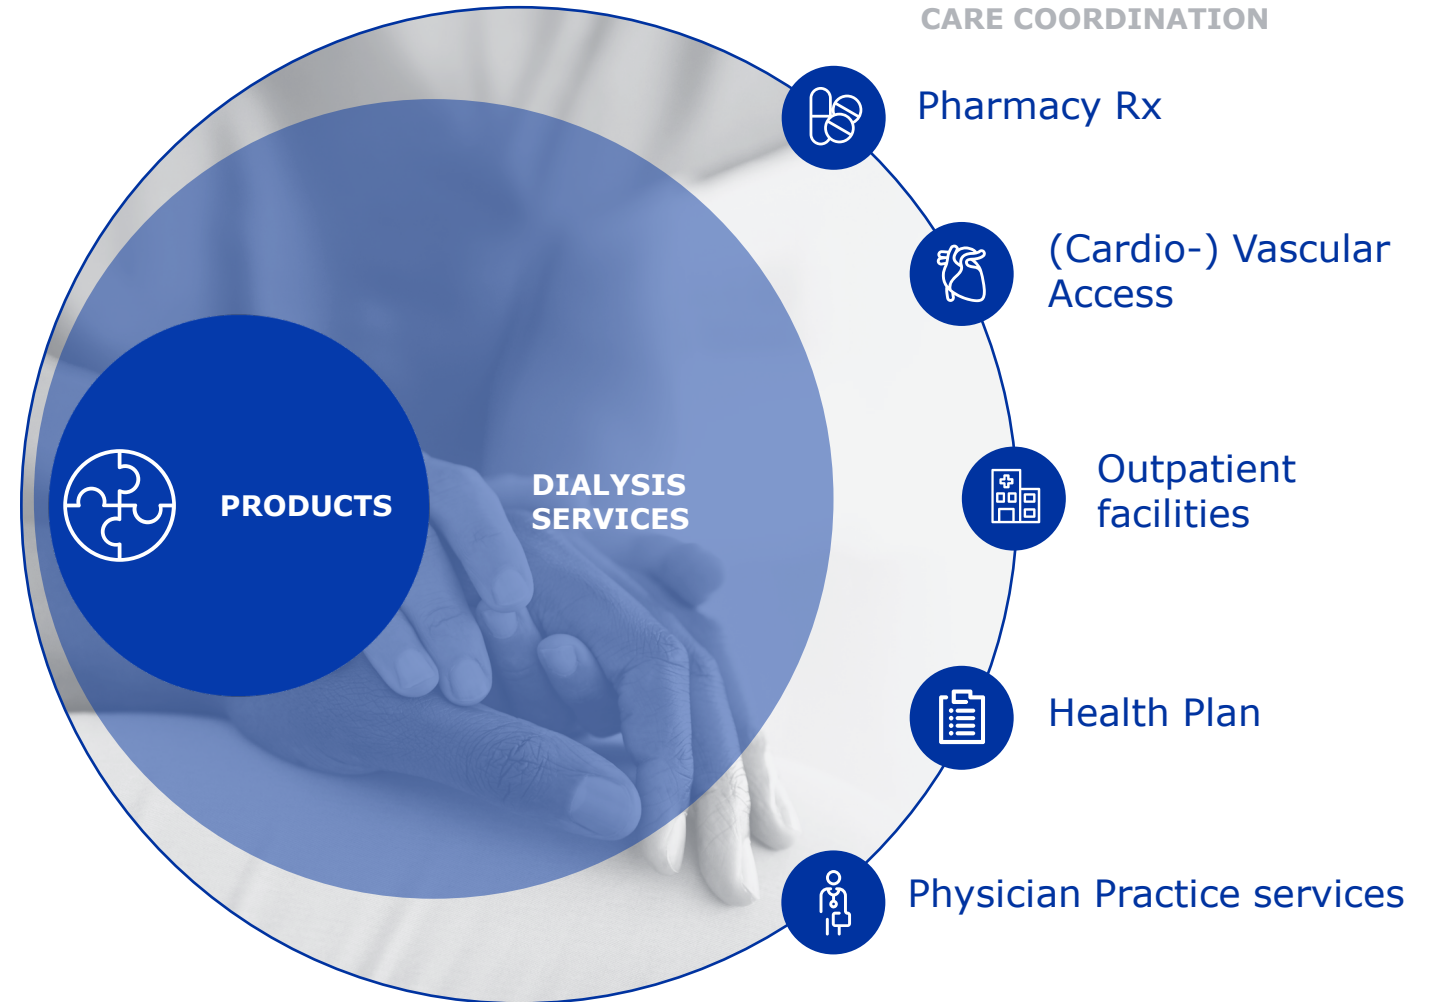 CARE COORDINATION
Pharmacy Rx
(Cardio-) Vascular
Access
Outpatient
facilities
PRODUCTS
DIALYSIS
SERVICES
Health Plan
Physician Practice services